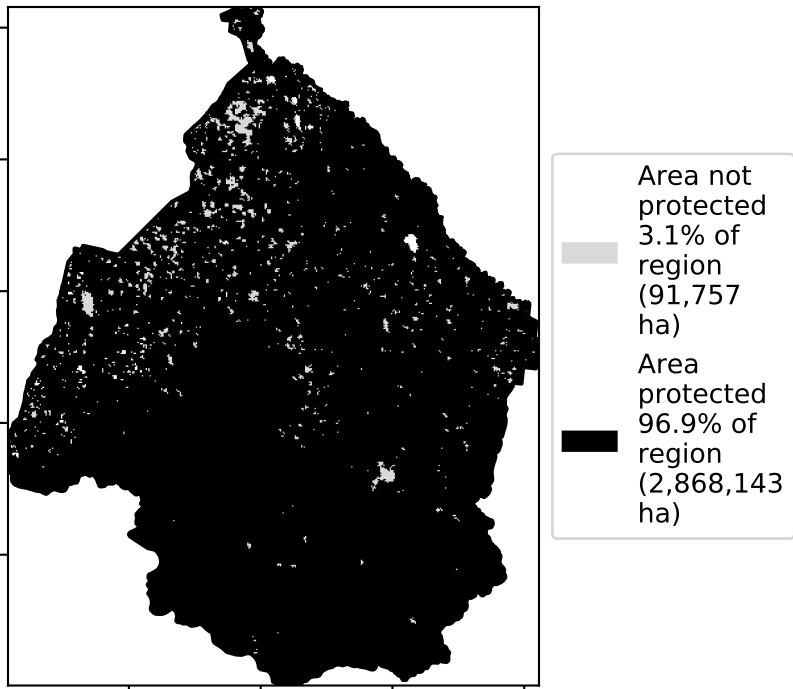 Area not
protected
3.1% of
region
(91,757
ha)
Area
protected
96.9% of
region
(2,868,143
ha)